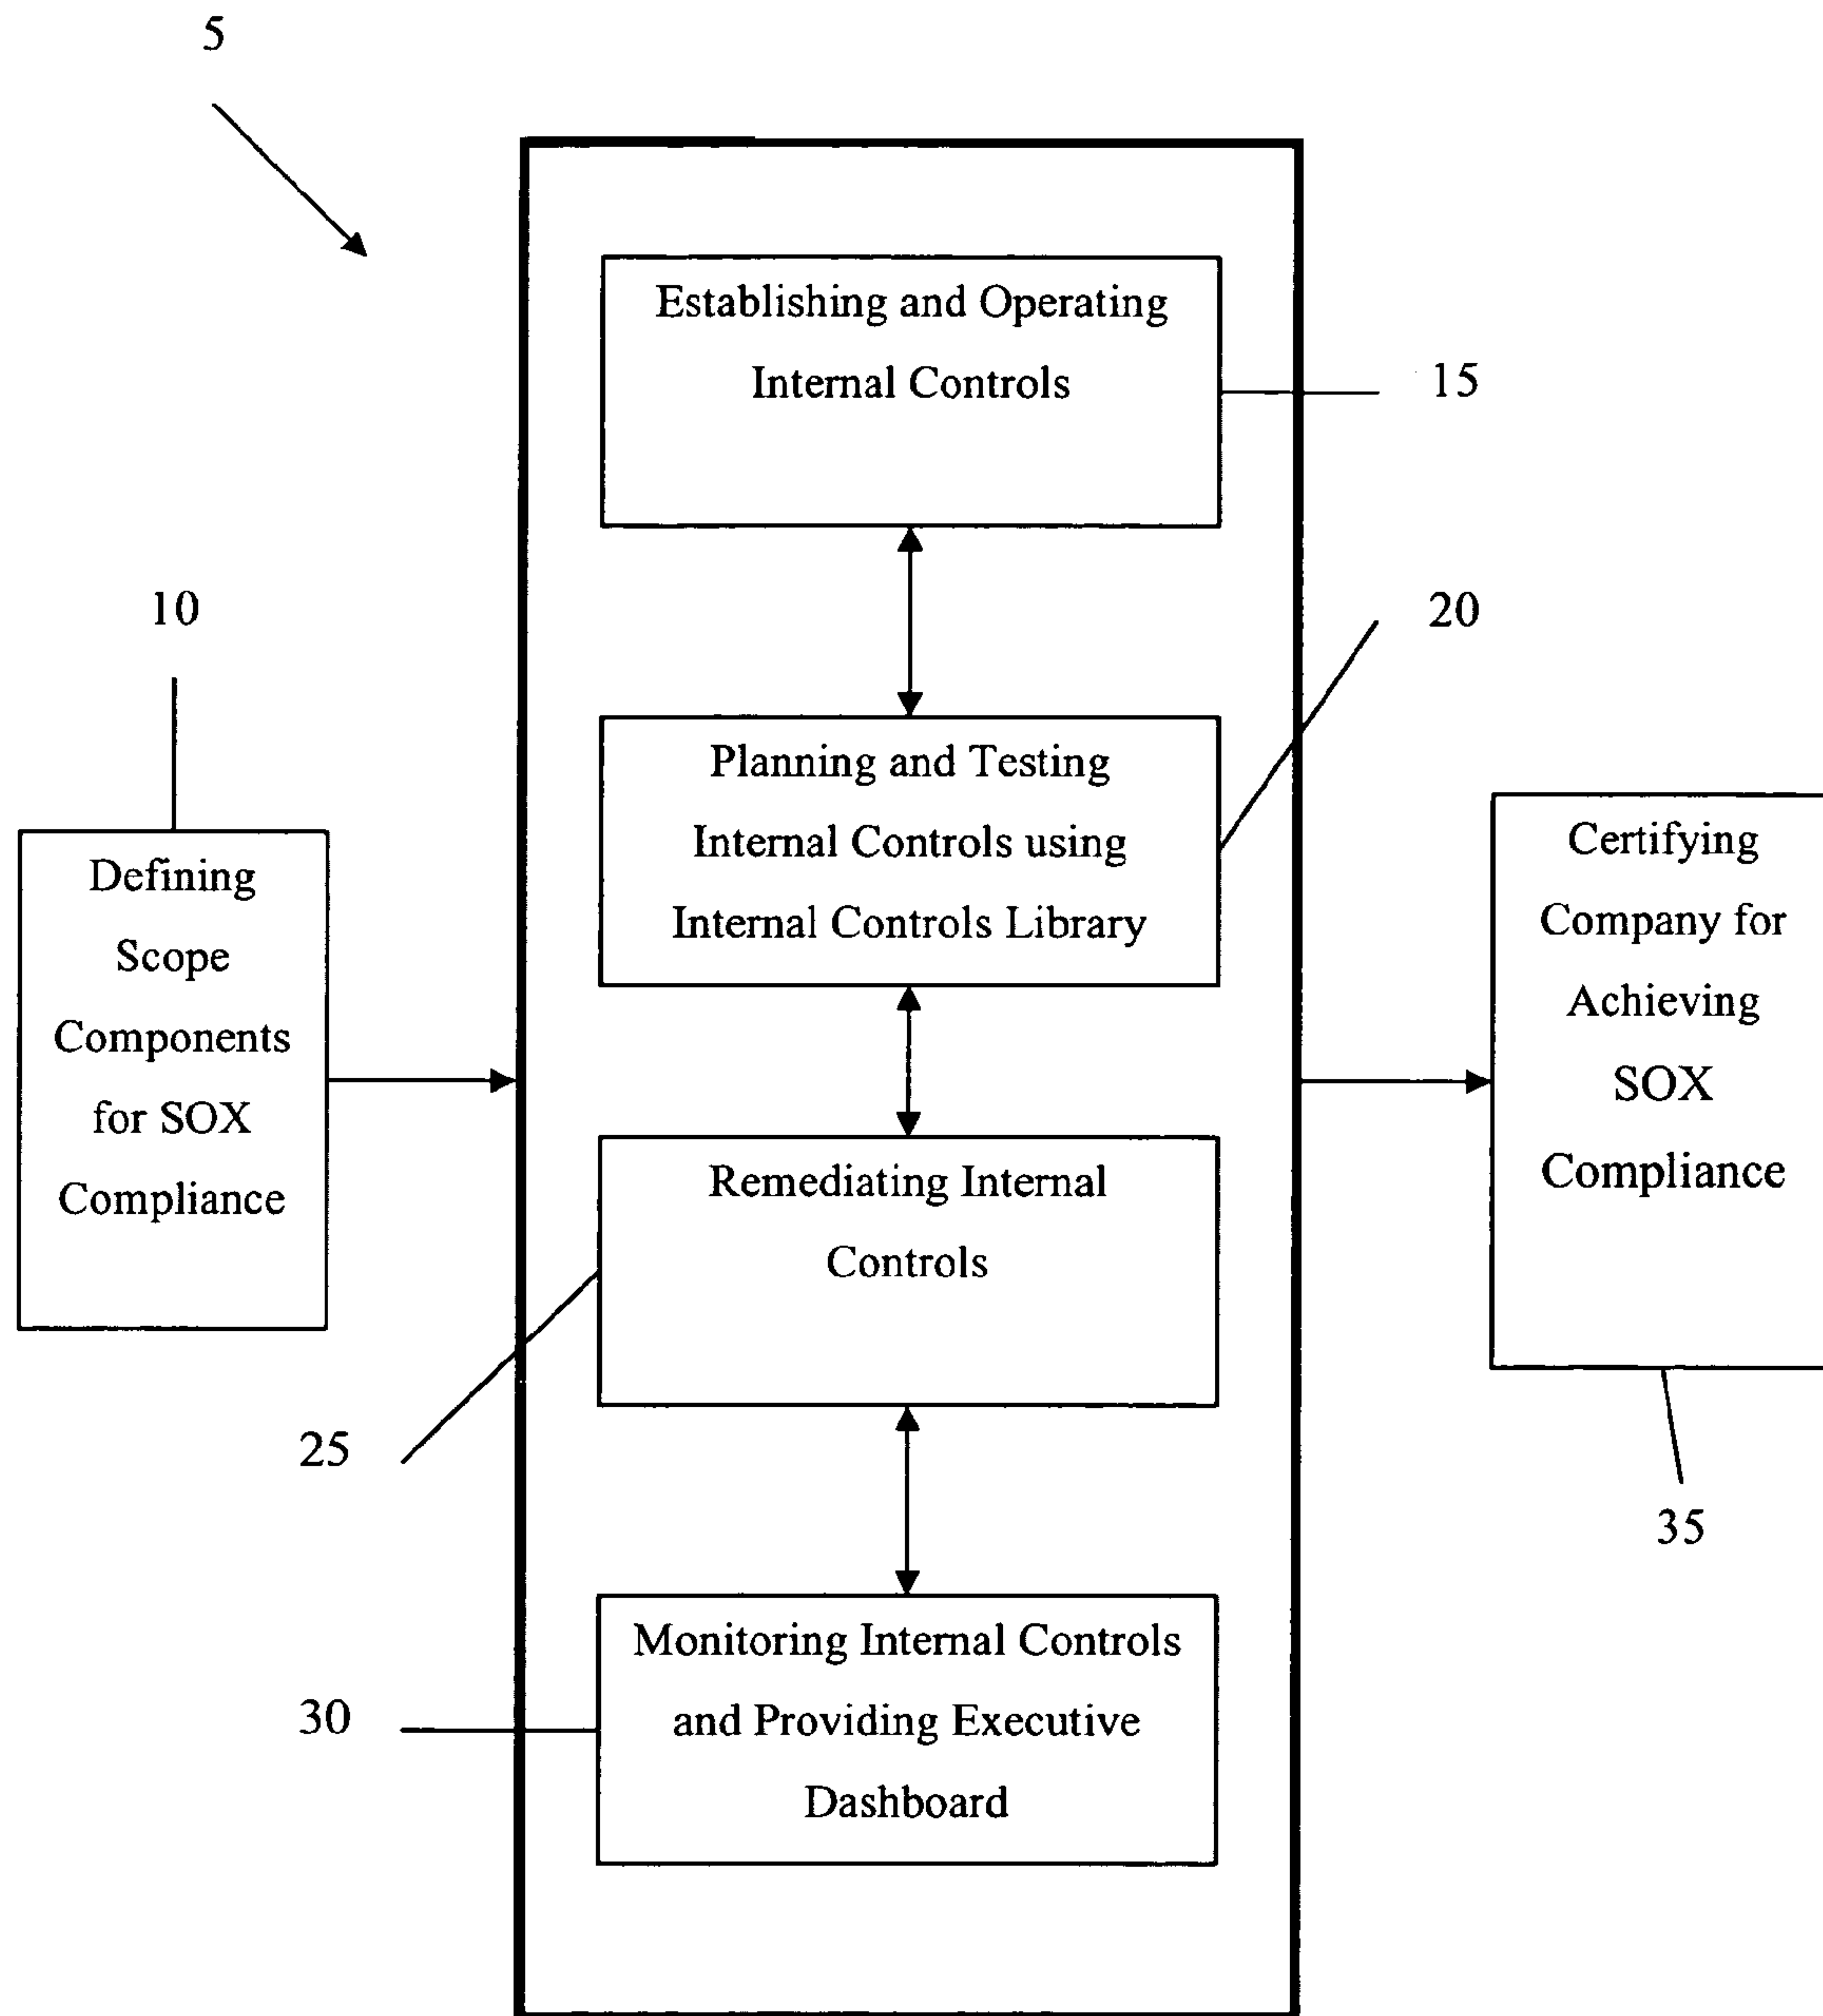 5
Establishing and Operating
Internal Controls
15
10
20
Planning and Testing
Internal Controls using
Internal Controls Library
Defining
Scope
Components
for SOX
Compliance
Certifying
Company for
Achieving
SOX
Compliance
Remediating Internal
Controls
25
35
Monitoring Internal Controls
and Providing Executive
Dashboard
30